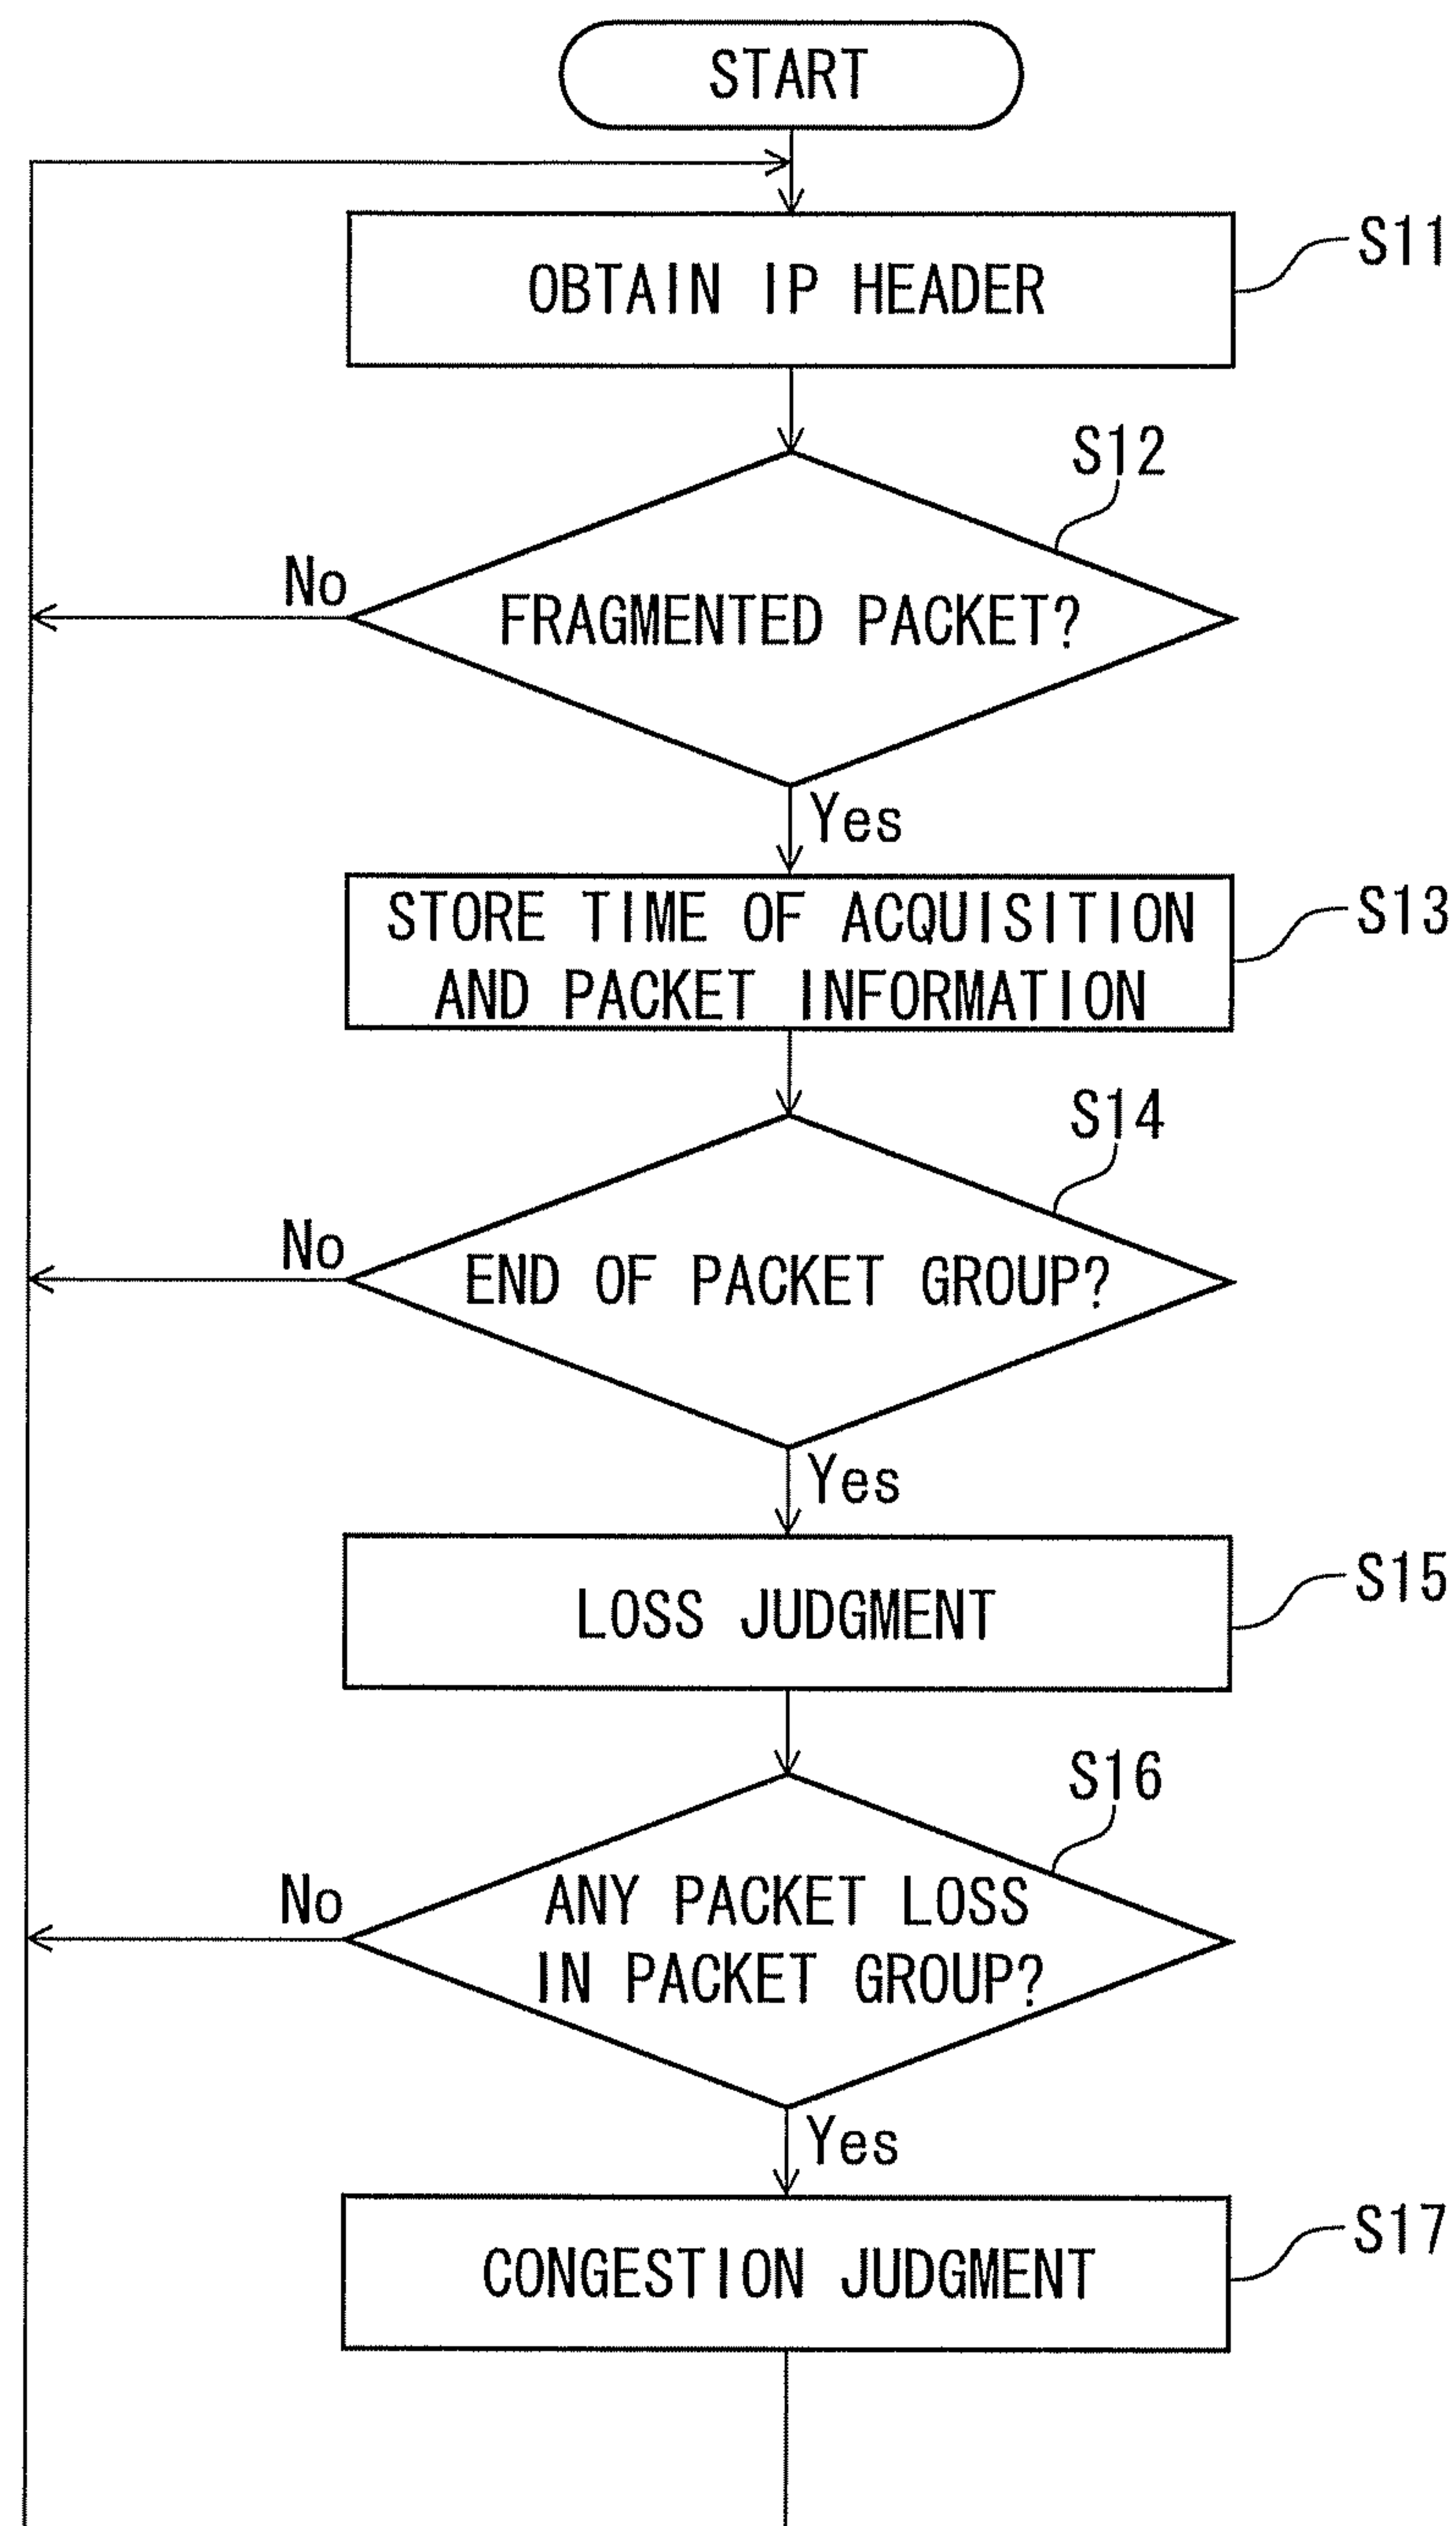 START
OBTAIN IP HEADER
S11
S12
FRAGMENTED PACKET?
No
Yes
STORE TIME OF ACQUISITION
AND PACKET INFORMATION
S13
S14
END OF PACKET GROUP?
No
Yes
LOSS JUDGMENT
S15
S16
ANY PACKET LOSS
IN PACKET GROUP?
No
Yes
CONGESTION JUDGMENT
S17